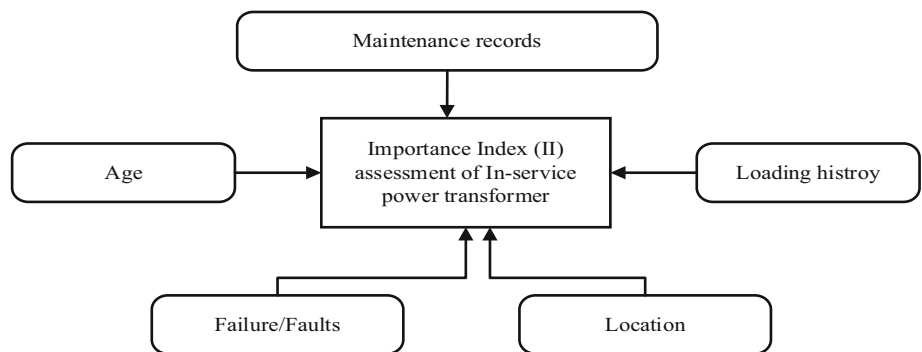 Maintenance records
Importance Index (II)
assessment of In-service
power transformer
Age
Loading histroy
Failure/Faults
Location